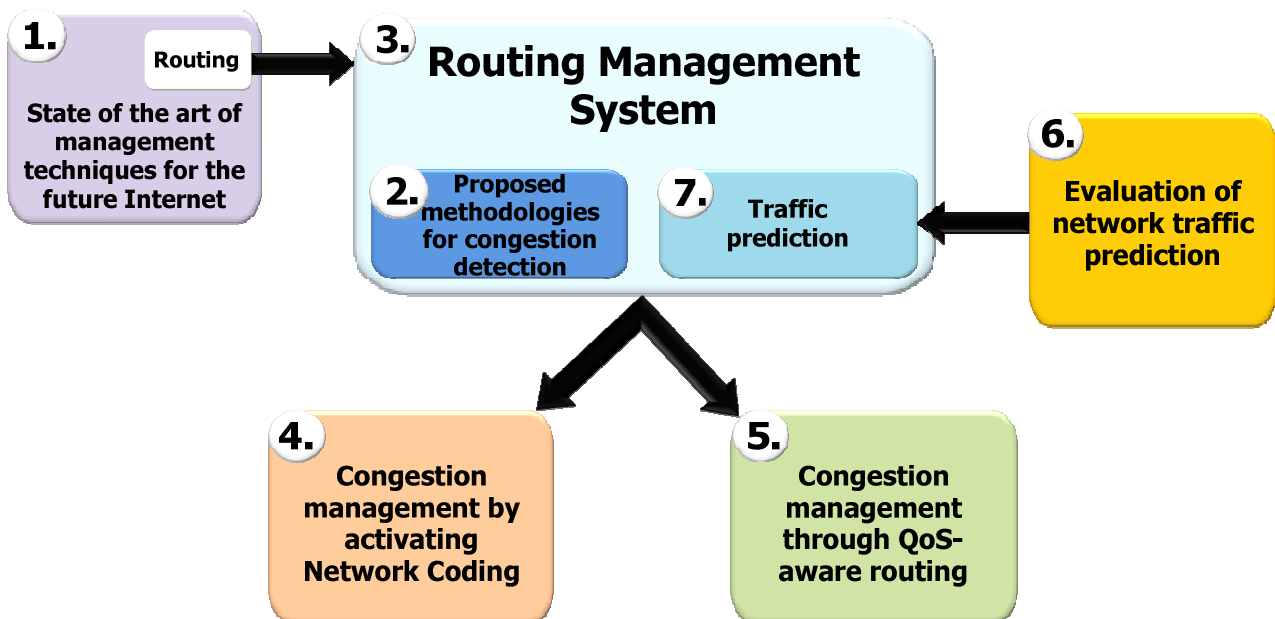 1.
Routing
State of the art of
management
techniques for the
future Internet
3.
Routing Management
System
2.
Proposed
methodologies
for congestion
detection
7.
Traffic
prediction
6.
Evaluation of
network traffic
prediction
4.
Congestion
management by
activating
Network Coding
5.
Congestion
management
through QoS-
aware routing